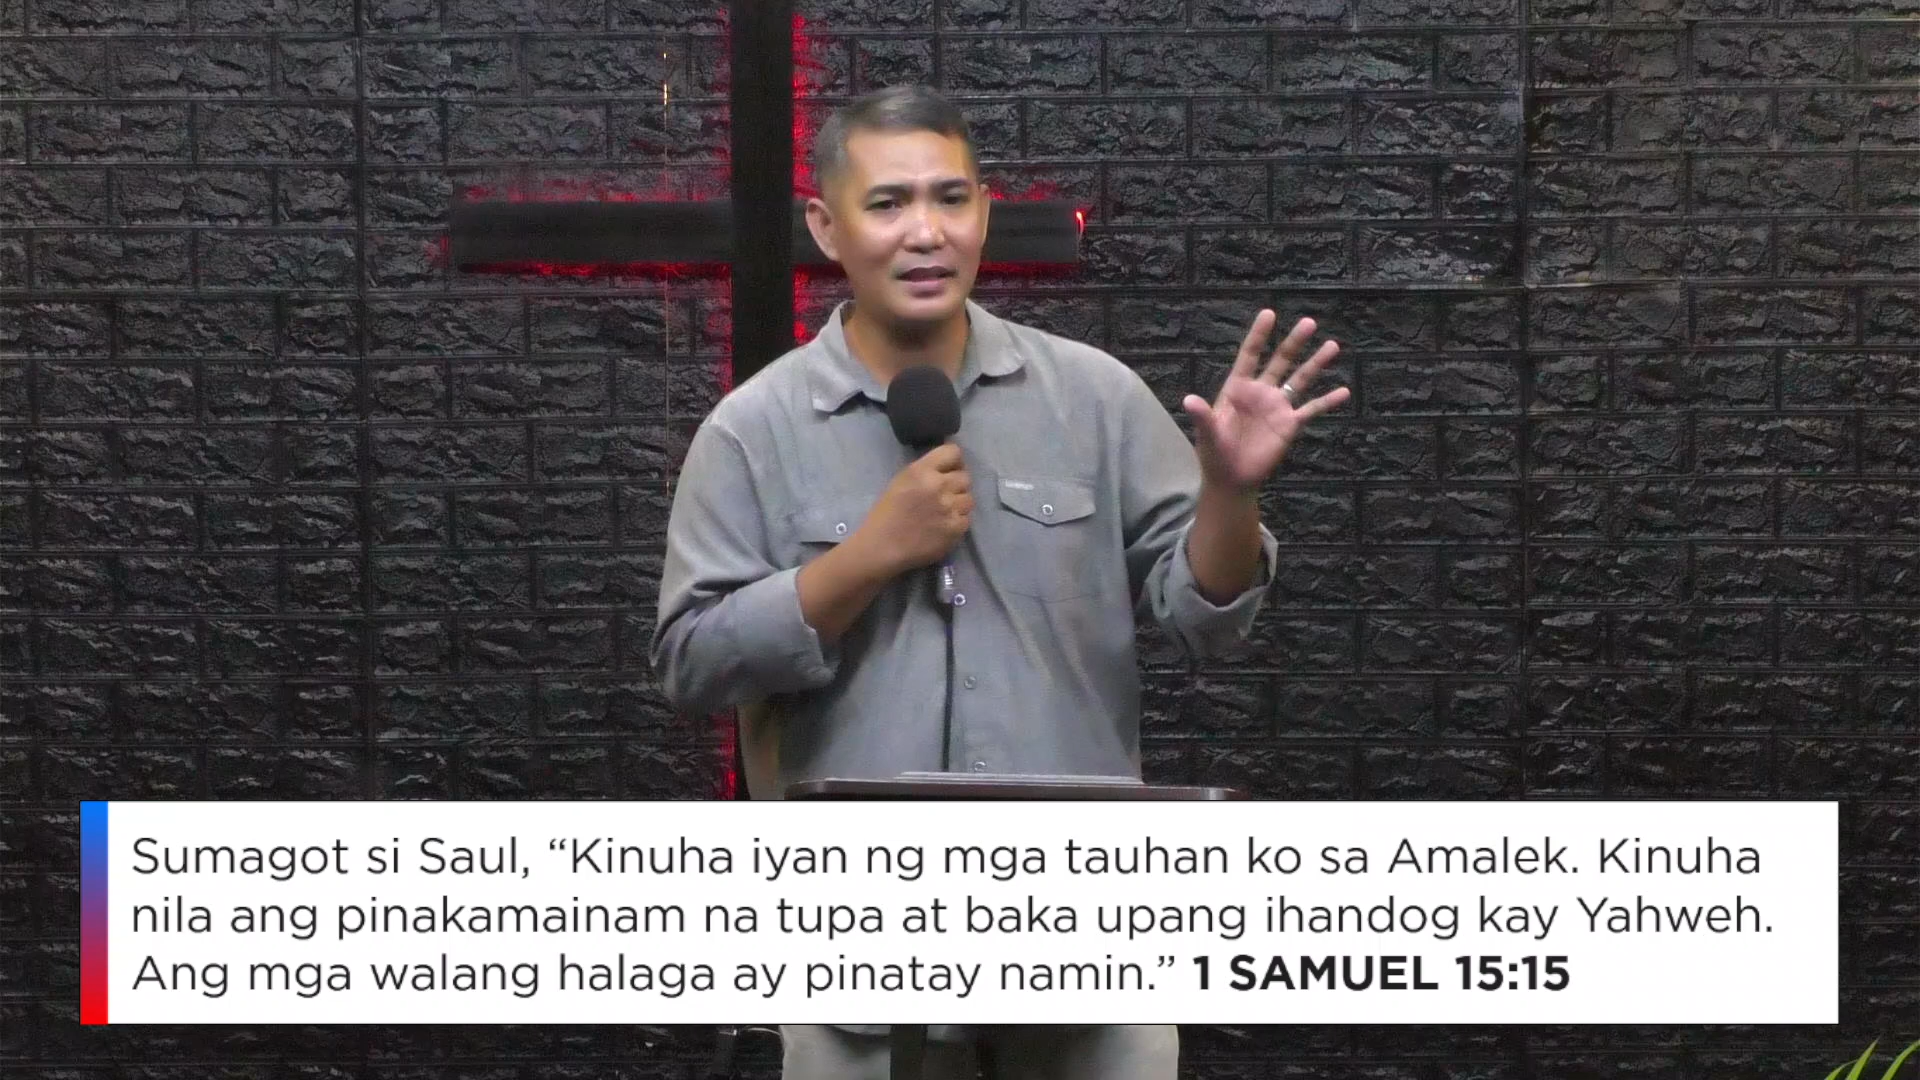 Sumagot si Saul, “Kinuha iyan ng mga tauhan ko sa Amalek. Kinuha
nila ang pinakamainam na tupa at baka upang ihandog kay Yahweh.
Ang mga walang halaga ay pinatay namin.” 1 SAMUEL 15:15